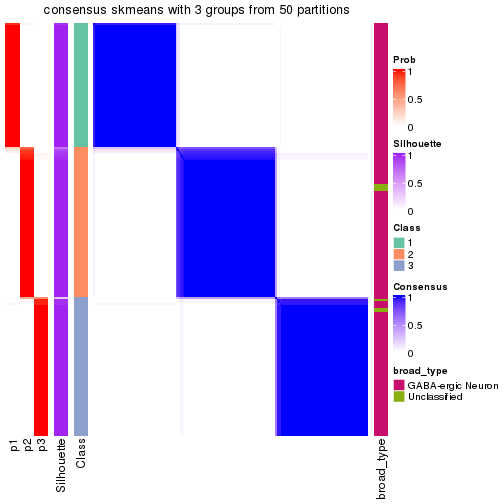 consensus skmeans with 3 groups from 50 partitions
Prob
1
0.5
0
Silhouette
1
0.5
0
Class
1
2
3
Consensus
1
0.5
0
broad_type
GABA-ergic Neuron
Unclassified
p1
p2
p3
Silhouette
Class
broad_type